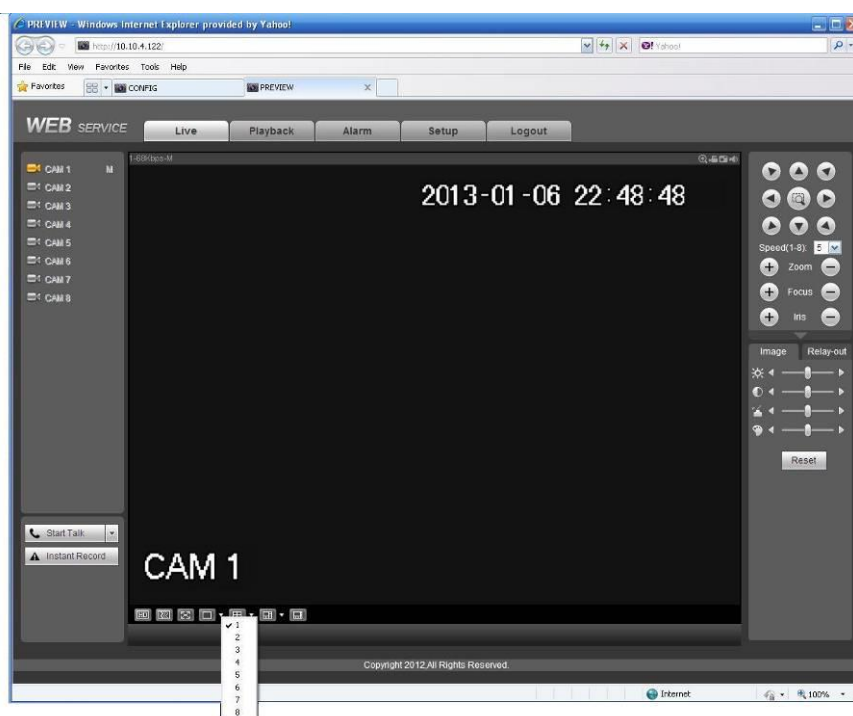 PREVIEW - Windows Internet Explorer provided by Yahoo!
http://10.10.4.122/
Yahoo!
File Edit View Favorites Tools Help
Favorites CONFIG PREVIEW X
WEB SERVICE Live Playback Alarm Setup Logout
1-68Kbps-M
CAM 1 M
CAM 2
CAM 3
CAM 4
CAM 5
CAM 6
CAM 7
CAM 8
2013-01-06 22:48:48
Speed(1-8): 5
Zoom
Focus
Iris
Image Relay-out
Reset
Start Talk
Instant Record
CAM 1
1
2
3
4
5
6
7
8
Copyright 2012,All Rights Reserved.
Internet 100%